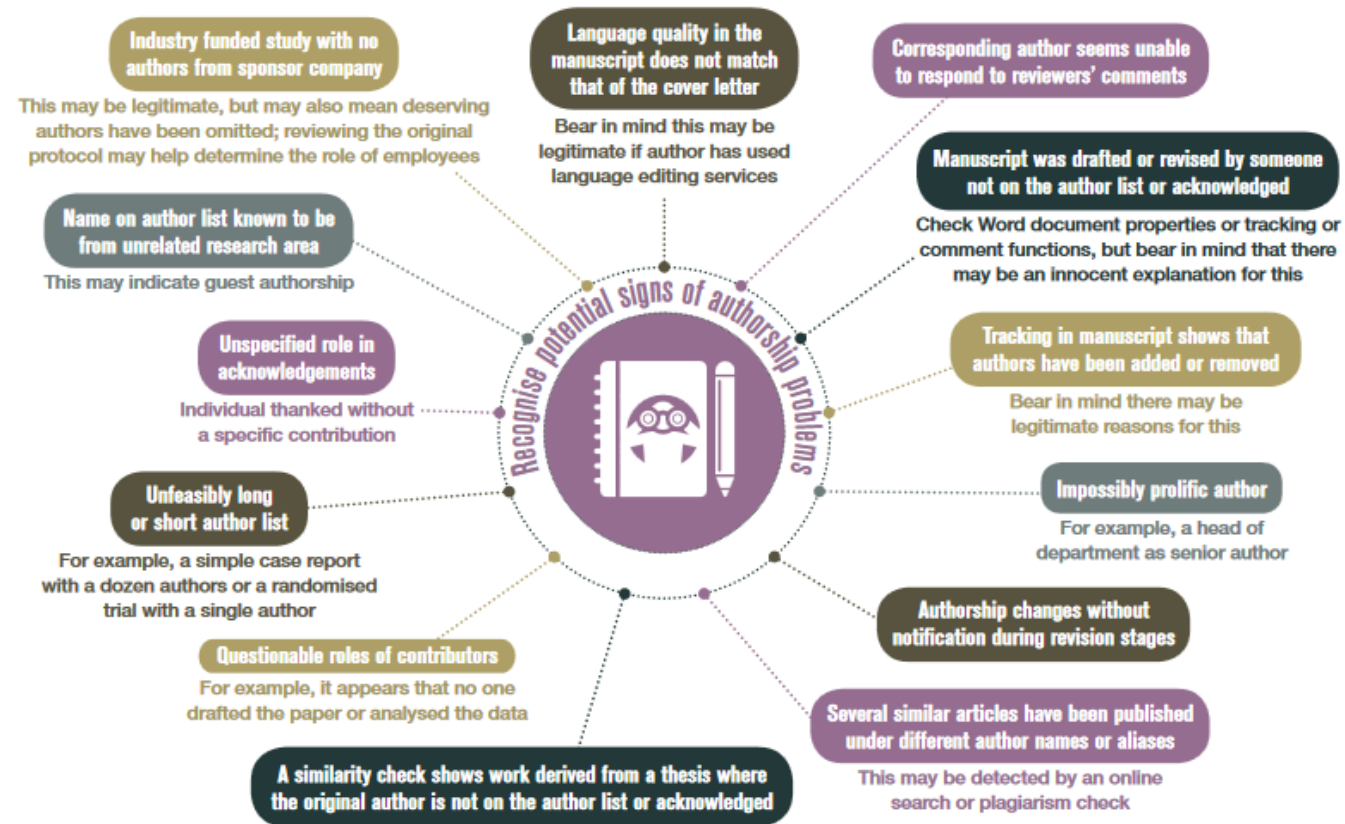 Industry funded study with no
authors from sponsor company
This may be legitimate, but may also mean deserving
authors have been omitted; reviewing the original
protocol may help determine the role of employees
Language quality in the
manuscript does not match
that of the cover letter
Bear in mind this may be
legitimate if author has used
language editing services
Corresponding author seems unable
to respond to reviewers' comments
Manuscript was drafted or revised by someone
not on the author list or acknowledged
Check Word document properties or tracking or
comment functions, but bear in mind that there
may be an innocent explanation for this
Name on author list known to be
from unrelated research area
This may indicate guest authorship
Recognise potential signs of authorship problems
Tracking in manuscript shows that
authors have been added or removed
Bear in mind there may be
legitimate reasons for this
Unspecified role in
acknowledgements
Individual thanked without
a specific contribution
Impossibly prolific author
For example, a head of
department as senior author
Unfeasibly long
or short author list
For example, a simple case report
with a dozen authors or a randomised
trial with a single author
Authorship changes without
notification during revision stages
Questionable roles of contributors
For example, it appears that no one
drafted the paper or analysed the data
Several similar articles have been published
under different author names or aliases
This may be detected by an online
search or plagiarism check
A similarity check shows work derived from a thesis where
the original author is not on the author list or acknowledged